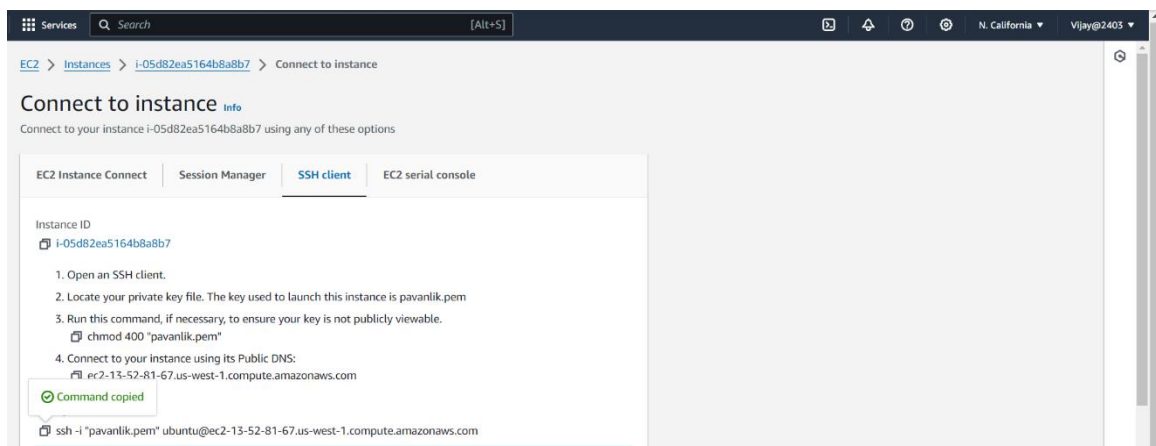 Services Search [Alt+S] N. California Vijay@2403
EC2 > Instances > i-05d82ea5164b8a8b7 > Connect to instance
Connect to instance Info
Connect to your instance i-05d82ea5164b8a8b7 using any of these options
EC2 Instance Connect Session Manager SSH client EC2 serial console
Instance ID
i-05d82ea5164b8a8b7
1. Open an SSH client.
2. Locate your private key file. The key used to launch this instance is pavanlik.pem
3. Run this command, if necessary, to ensure your key is not publicly viewable.
chmod 400 "pavanlik.pem"
4. Connect to your instance using its Public DNS:
ec2-13-52-81-67.us-west-1.compute.amazonaws.com
Command copied
ssh -i "pavanlik.pem" ubuntu@ec2-13-52-81-67.us-west-1.compute.amazonaws.com